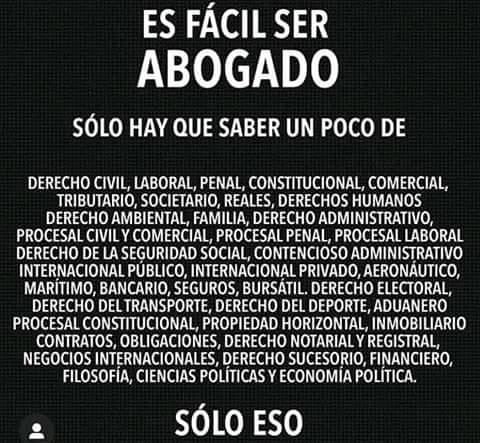 ES FÁCIL SER
ABOGADO
SÓLO HAY QUE SABER UN POCO DE
DERECHO CIVIL, LABORAL, PENAL, CONSTITUCIONAL, COMERCIAL,
TRIBUTARIO, SOCIETARIO, REALES, DERECHOS HUMANOS
DERECHO AMBIENTAL, FAMILIA, DERECHO ADMINISTRATIVO,
PROCESAL CIVIL Y COMERCIAL, PROCESAL PENAL, PROCESAL LABORAL
DERECHO DE LA SEGURIDAD SOCIAL, CONTENCIOSO ADMINISTRATIVO
INTERNACIONAL PÚBLICO, INTERNACIONAL PRIVADO, AERONÁUTICO,
MARÍTIMO, BANCARIO, SEGUROS, BURSÁTIL. DERECHO ELECTORAL,
DERECHO DEL TRANSPORTE, DERECHO DEL DEPORTE, ADUANERO
PROCESAL CONSTITUCIONAL, PROPIEDAD HORIZONTAL, INMOBILIARIO
CONTRATOS, OBLIGACIONES, DERECHO NOTARIAL Y REGISTRAL,
NEGOCIOS INTERNACIONALES, DERECHO SUCESORIO, FINANCIERO,
FILOSOFÍA, CIENCIAS POLÍTICAS Y ECONOMÍA POLÍTICA.
SÓLO ESO